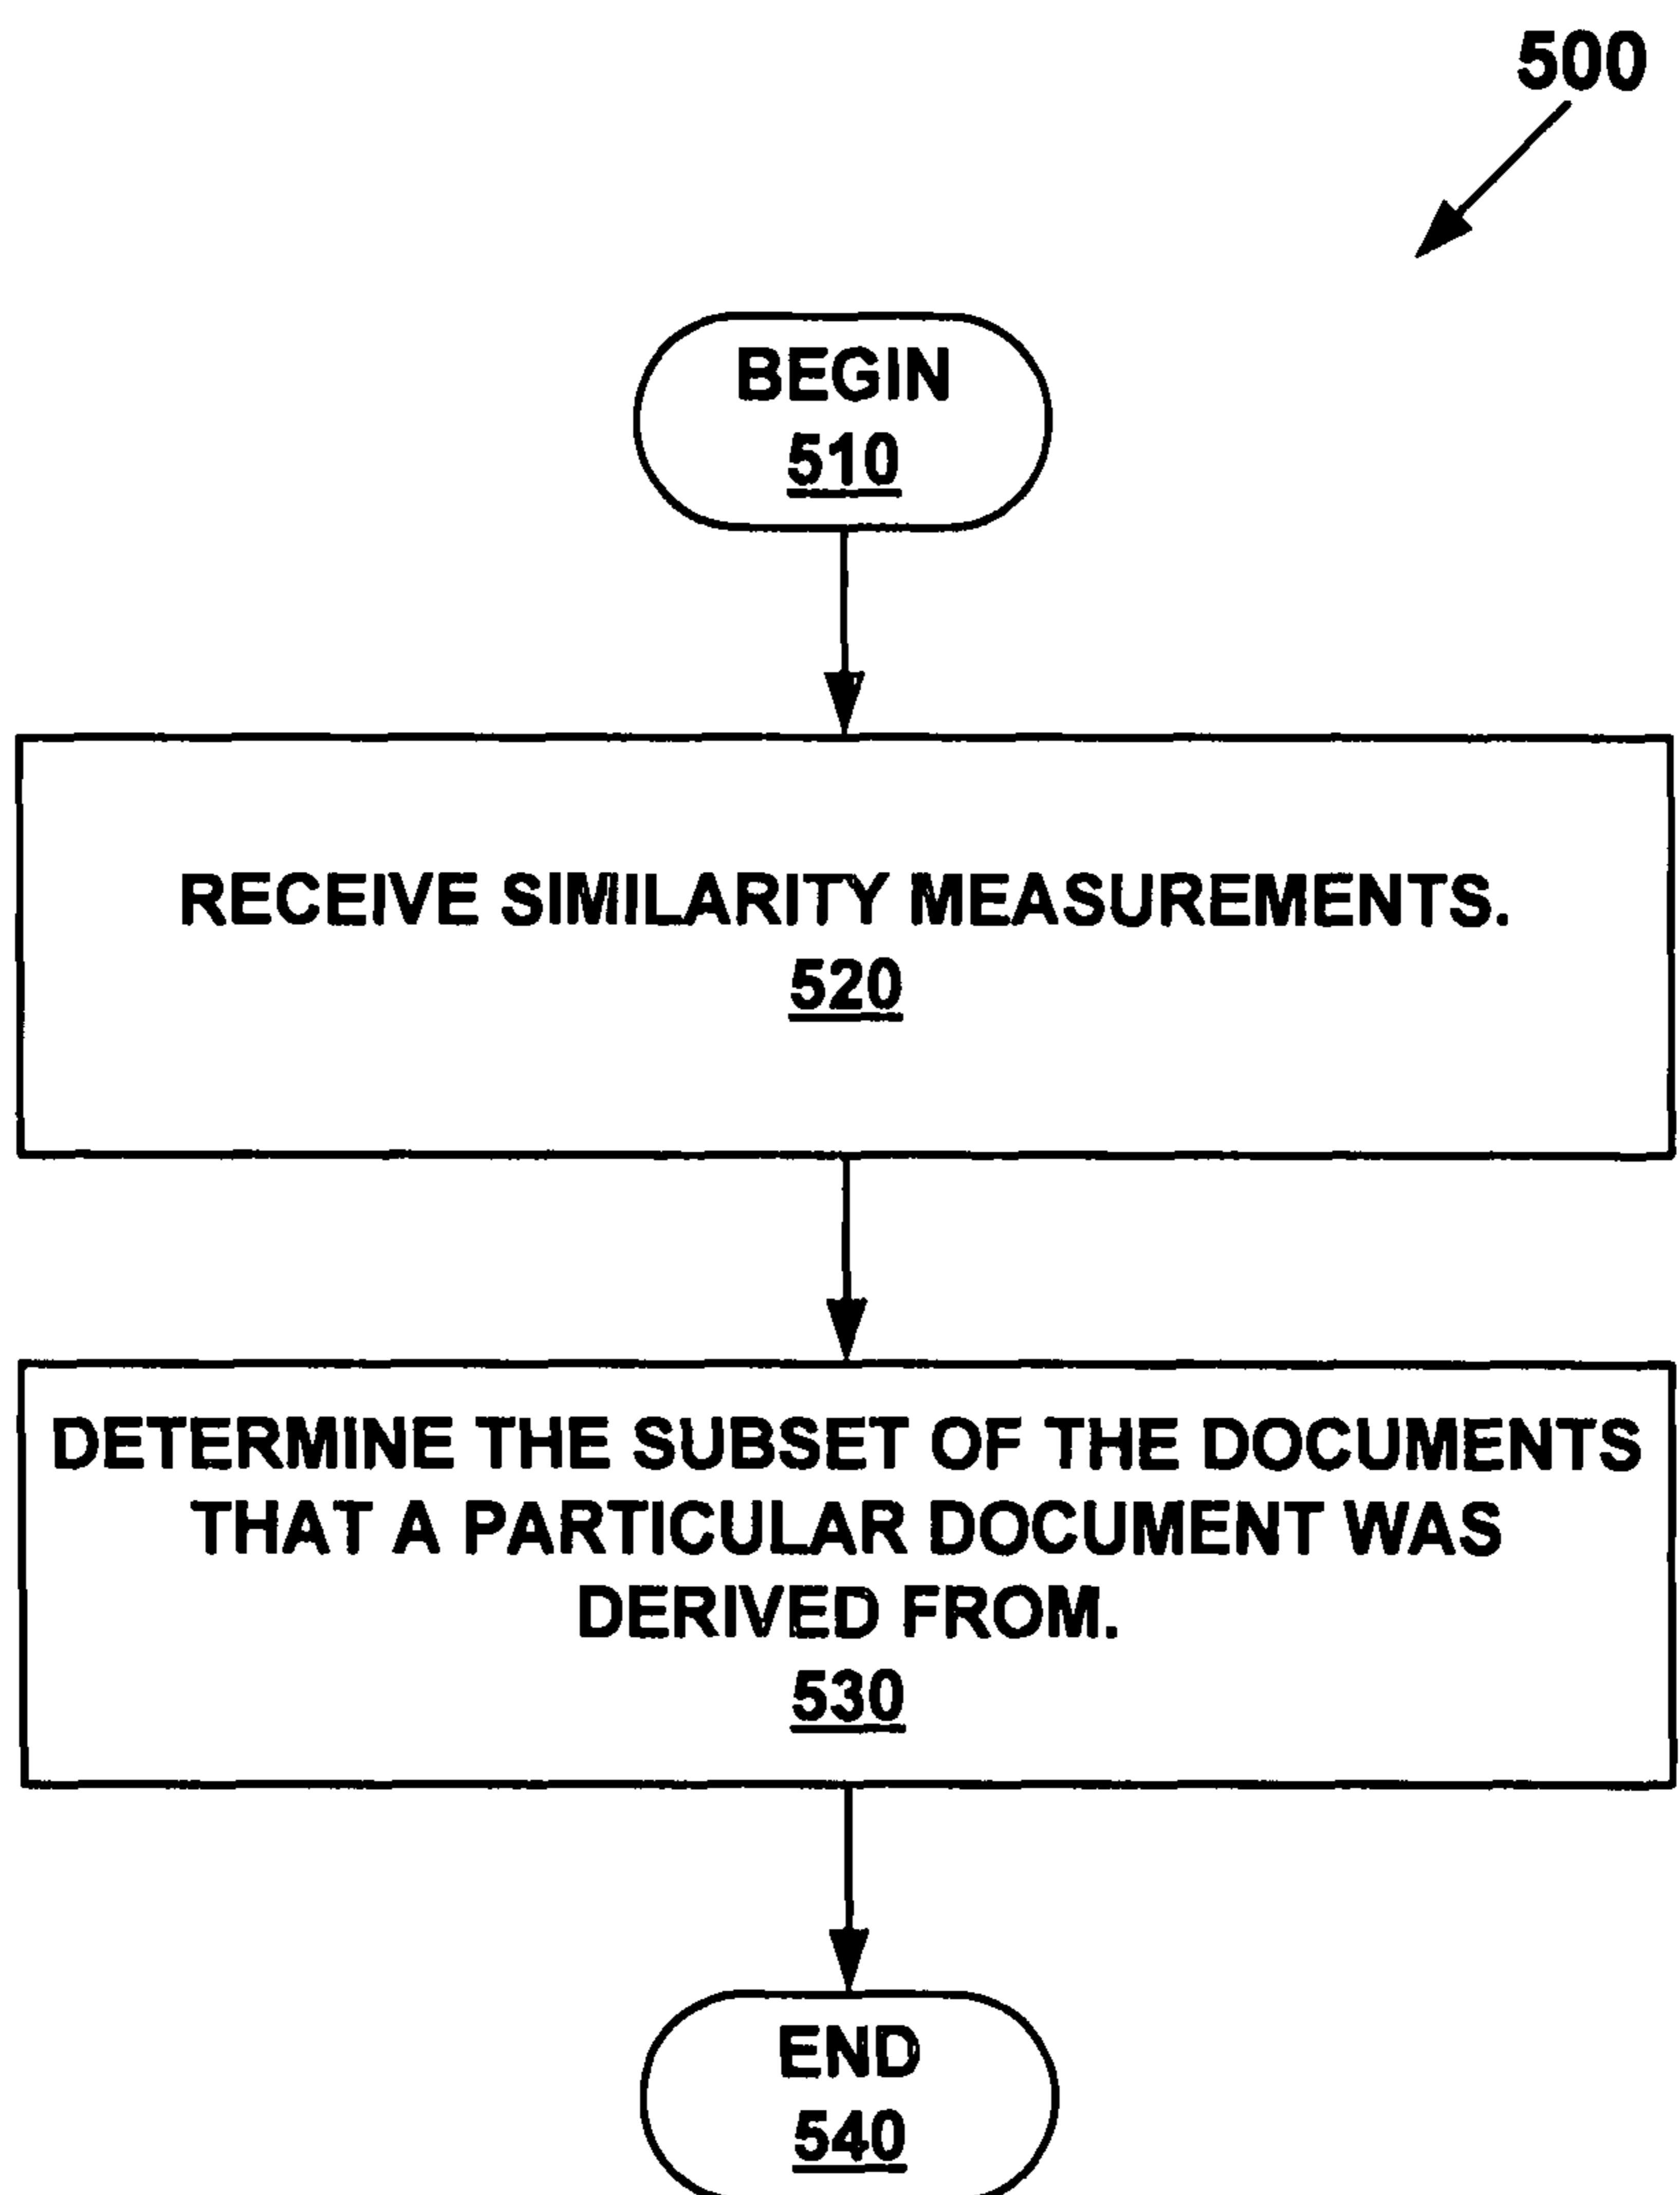 500
BEGIN
510
RECEIVE SIMILARITY MEASUREMENTS.
520
DETERMINE THE SUBSET OF THE DOCUMENTS
THAT A PARTICULAR DOCUMENT WAS
DERIVED FROM.
530
END
540